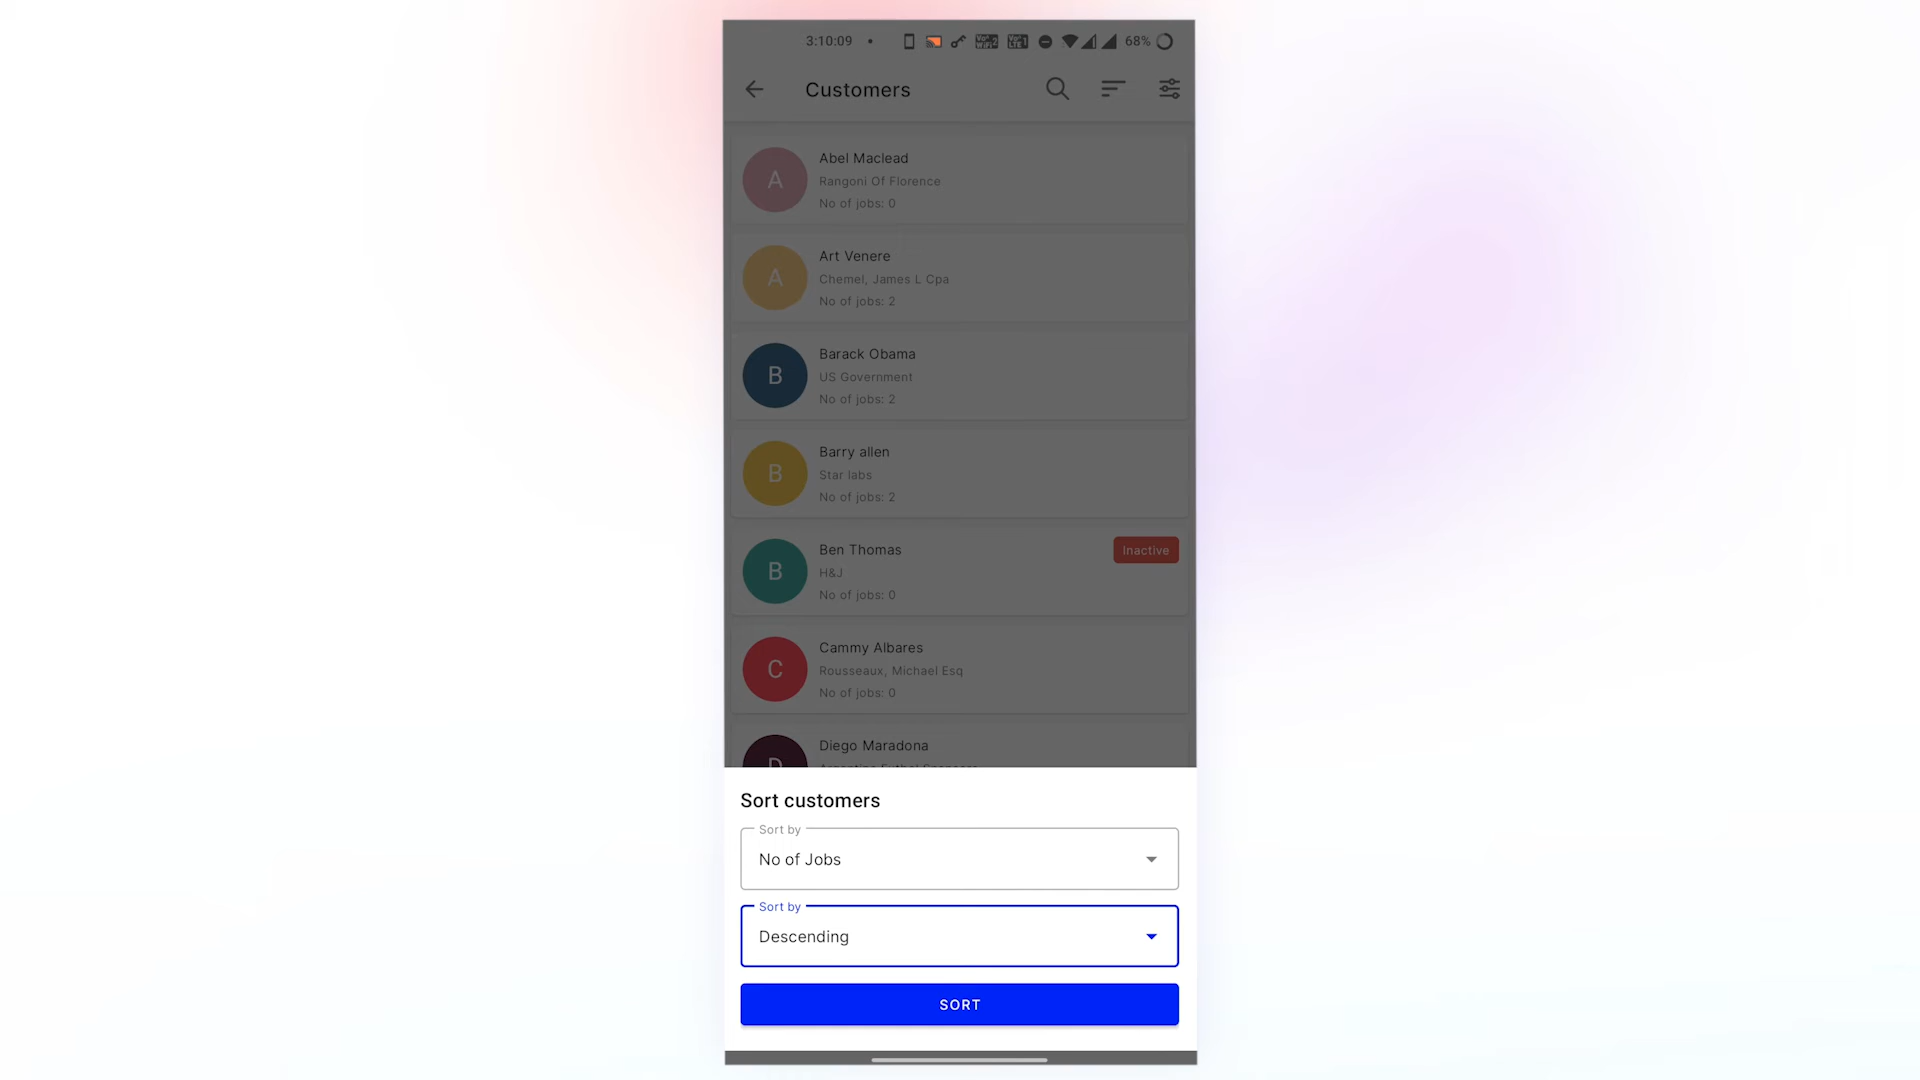 3:10:09
68%
Customers
A
Abel Maclead
Rangoni Of Florence
No of jobs: 0
A
Art Venere
Chemel, James L Cpa
No of jobs: 2
B
Barack Obama
US Government
No of jobs: 2
B
Barry allen
Star labs
No of jobs: 2
B
Ben Thomas
Inactive
H&J
No of jobs: 0
C
Cammy Albares
Rousseaux, Michael Esq
No of jobs: 0
D
Diego Maradona
Sort customers
Sort by
No of Jobs
Sort by
Descending
SORT